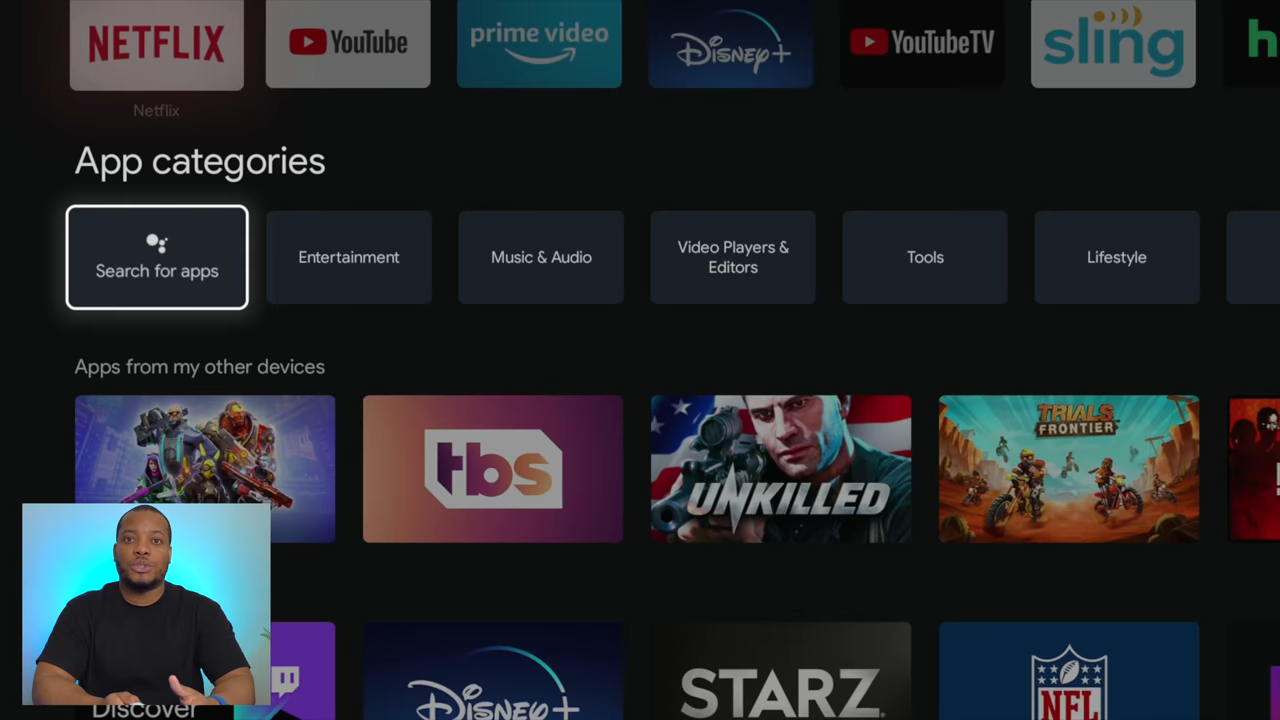 NETFLIX
YouTube
prime video
Disney+
YouTubeTV
sling
h
Netflix
App categories
Search for apps
Entertainment
Music & Audio
Video Players &
Editors
Tools
Lifestyle
Apps from my other devices
tbs
UNKILLED
TRIALS
FRONTIER
Discover
Disney+
STARZ
NFL